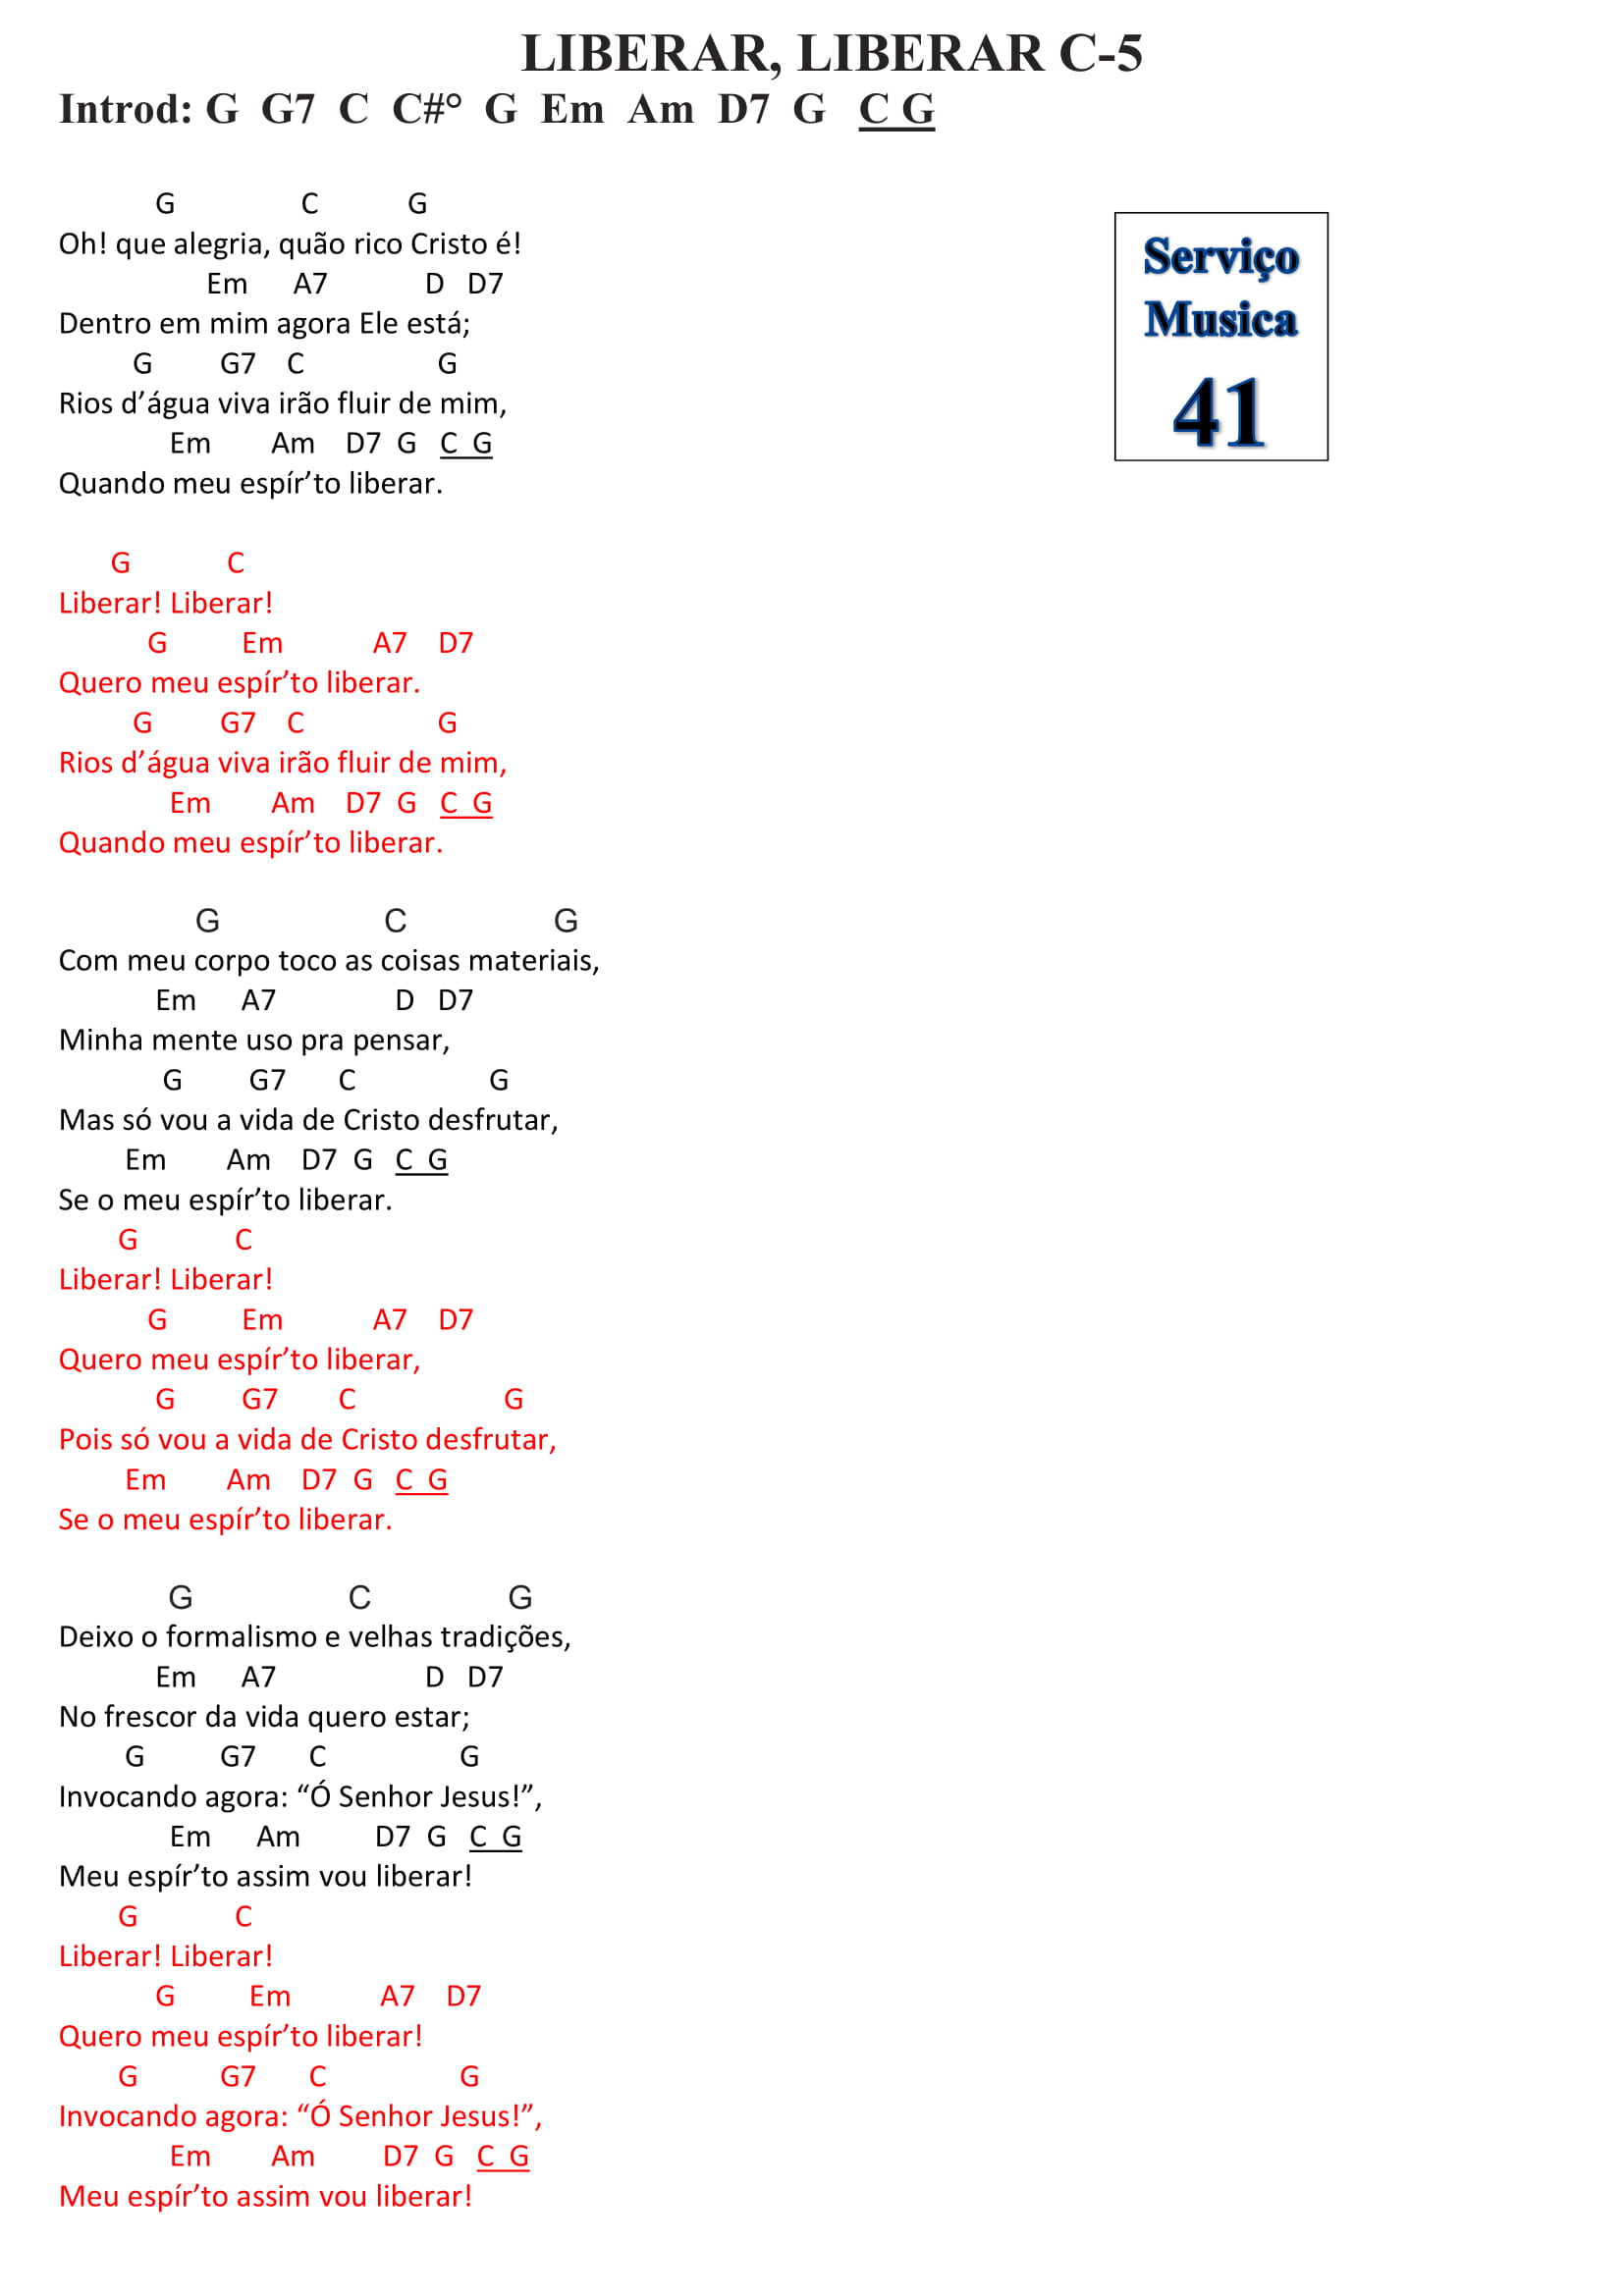 LIBERAR, LIBERAR C-5
Introd: G G7 C C#° G Em Am D7 G C G
G C G
Oh! que alegria, quão rico Cristo é!
Em A7 D D7
Dentro em mim agora Ele está;
G G7 C G
Rios d’água viva irão fluir de mim,
Em Am D7 G C G
Quando meu espír’to liberar.
Serviço
Musica
41
G C
Liberar! Liberar!
G Em A7 D7
Quero meu espír’to liberar.
G G7 C G
Rios d’água viva irão fluir de mim,
Em Am D7 G C G
Quando meu espír’to liberar.
G C G
Com meu corpo toco as coisas materiais,
Em A7 D D7
Minha mente uso pra pensar,
G G7 C G
Mas só vou a vida de Cristo desfrutar,
Em Am D7 G C G
Se o meu espír’to liberar.
G C
Liberar! Liberar!
G Em A7 D7
Quero meu espír’to liberar,
G G7 C G
Pois só vou a vida de Cristo desfrutar,
Em Am D7 G C G
Se o meu espír’to liberar.
G C G
Deixo o formalismo e velhas tradições,
Em A7 D D7
No frescor da vida quero estar;
G G7 C G
Invocando agora: “Ó Senhor Jesus!”,
Em Am D7 G C G
Meu espír’to assim vou liberar!
G C
Liberar! Liberar!
G Em A7 D7
Quero meu espír’to liberar!
G G7 C G
Invocando agora: “Ó Senhor Jesus!”,
Em Am D7 G C G
Meu espír’to assim vou liberar!